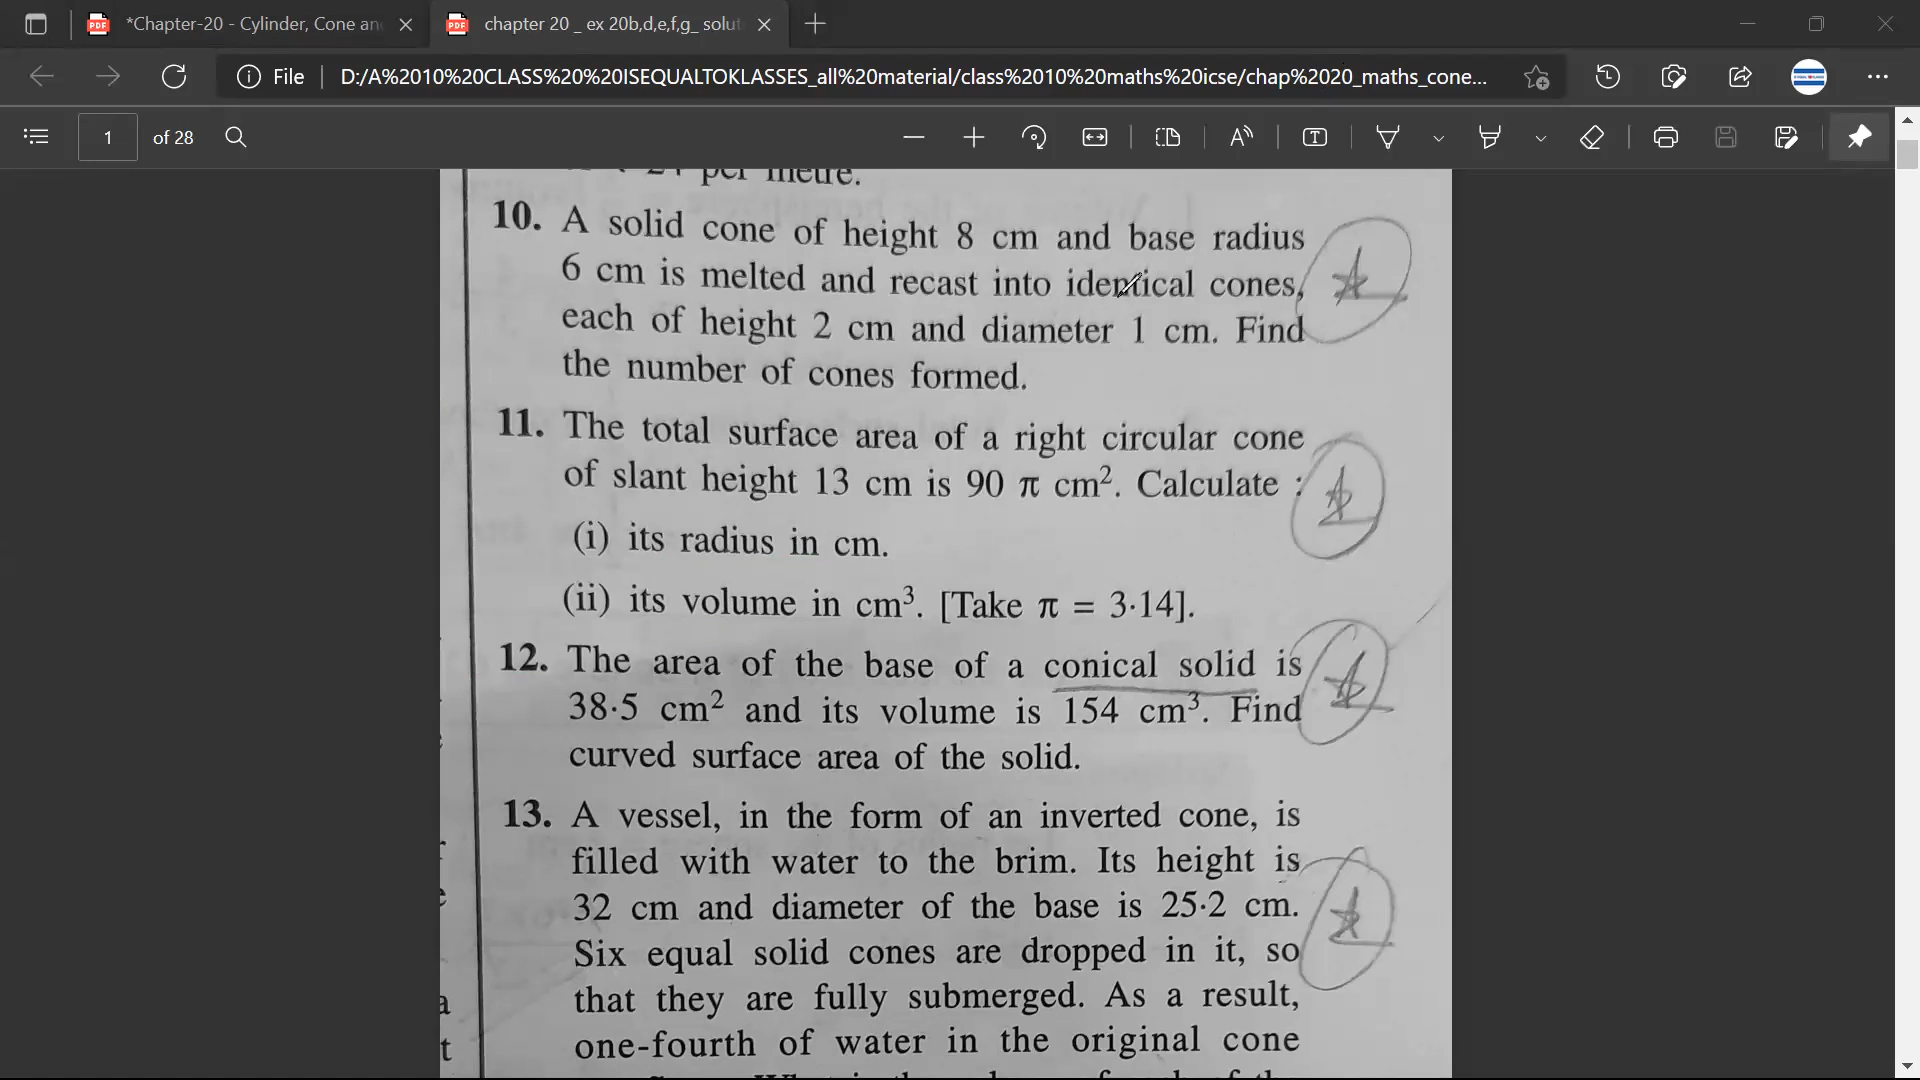 *Chapter-20 - Cylinder, Cone an
chapter 20 _ ex 20b,d,e,f,g_ solut
File
D:/A%2010%20CLASS%20%20ISEQUALTOKLASSES_all%20material/class%2010%20maths%20icse/chap%2020_maths_cone...
1 of 28
per metre.
10. A solid cone of height 8 cm and base radius
6 cm is melted and recast into identical cones,
each of height 2 cm and diameter 1 cm. Find
the number of cones formed.
11. The total surface area of a right circular cone
of slant height 13 cm is 90 π cm². Calculate :
(i) its radius in cm.
(ii) its volume in cm³. [Take π = 3·14].
12. The area of the base of a conical solid is
38·5 cm² and its volume is 154 cm³. Find
curved surface area of the solid.
13. A vessel, in the form of an inverted cone, is
filled with water to the brim. Its height is
32 cm and diameter of the base is 25·2 cm.
Six equal solid cones are dropped in it, so
that they are fully submerged. As a result,
one-fourth of water in the original cone